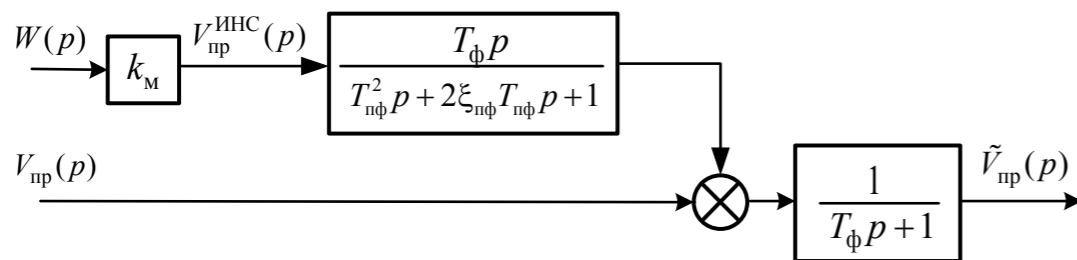 W(p)
k_м
V_пр^ИНС(p)
T_ф p
T_пф^2 p + 2ξ_пф T_пф p + 1
V_пр(p)
1
T_ф p + 1
Ṽ_пр(p)